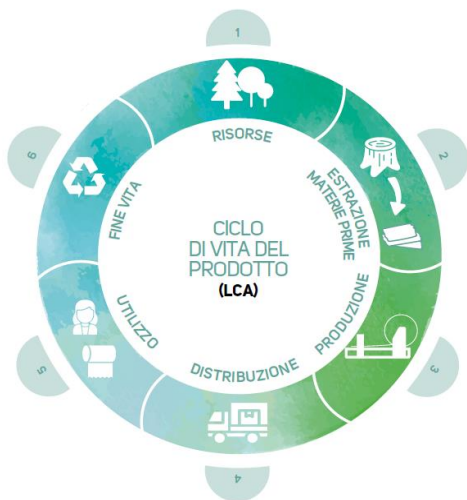 1
RISORSE
2
ESTRAZIONE
MATERIE PRIME
3
PRODUZIONE
4
DISTRIBUZIONE
5
UTILIZZO
6
FINE VITA
CICLO
DI VITA DEL
PRODOTTO
(LCA)